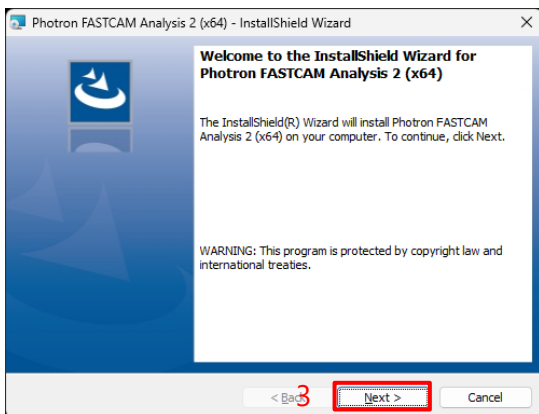 Photron FASTCAM Analysis 2 (x64) - InstallShield Wizard
Welcome to the InstallShield Wizard for
Photron FASTCAM Analysis 2 (x64)
The InstallShield(R) Wizard will install Photron FASTCAM
Analysis 2 (x64) on your computer. To continue, click Next.
WARNING: This program is protected by copyright law and
international treaties.
< Back 3 Next > Cancel